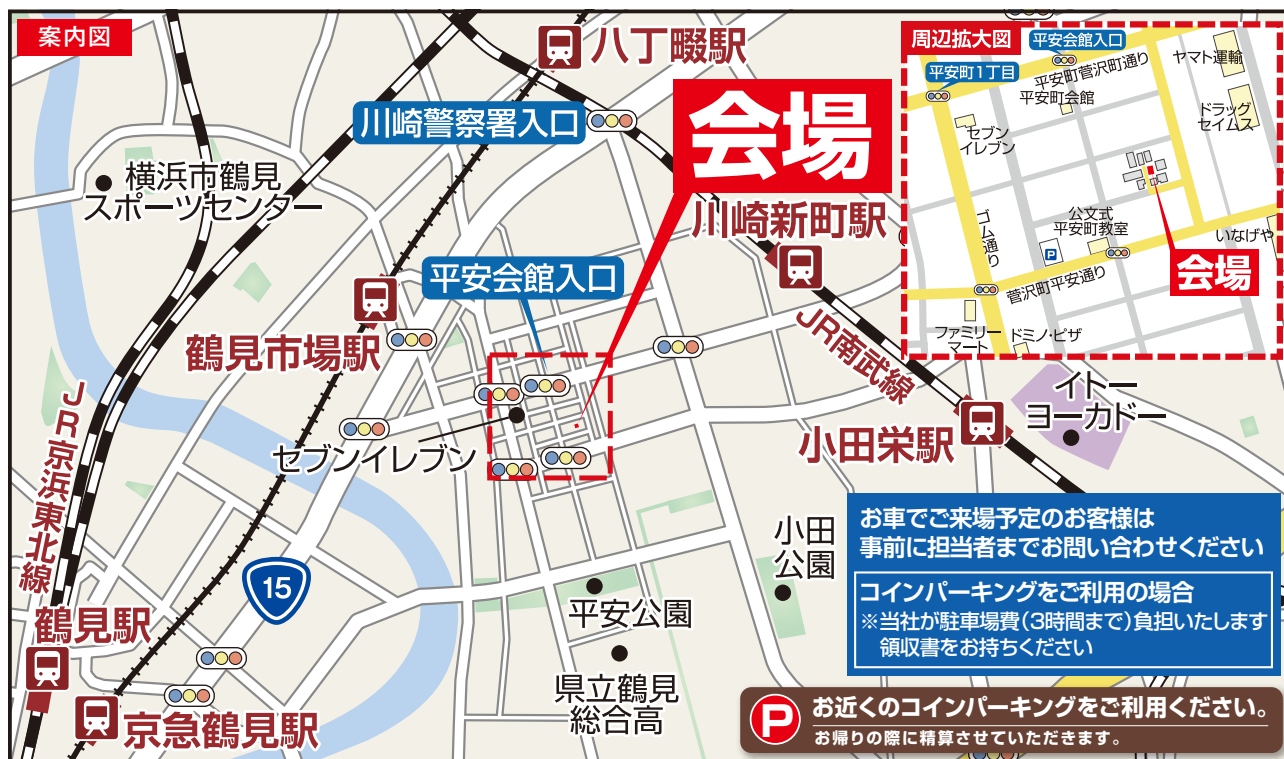 案内図
八丁畷駅
川崎警察署入口
会場
横浜市鶴見
スポーツセンター
川崎新町駅
平安会館入口
鶴見市場駅
JR南武線
JR京浜東北線
セブンイレブン
小田栄駅
イトー
ヨーカドー
15
小田
公園
平安公園
鶴見駅
県立鶴見
総合高
京急鶴見駅
周辺拡大図
平安会館入口
平安町1丁目
平安町菅沢町通り
平安町会館
ヤマト運輸
ドラッグ
セイムス
セブン
イレブン
ゴム通り
公文式
平安町教室
P
いなげや
会場
菅沢町平安通り
ファミリー
マート
ドミノ・ピザ
お車でご来場予定のお客様は
事前に担当者までお問い合わせください
コインパーキングをご利用の場合
※当社が駐車場費(3時間まで)負担いたします
領収書をお持ちください
P
お近くのコインパーキングをご利用ください。
お帰りの際に精算させていただきます。